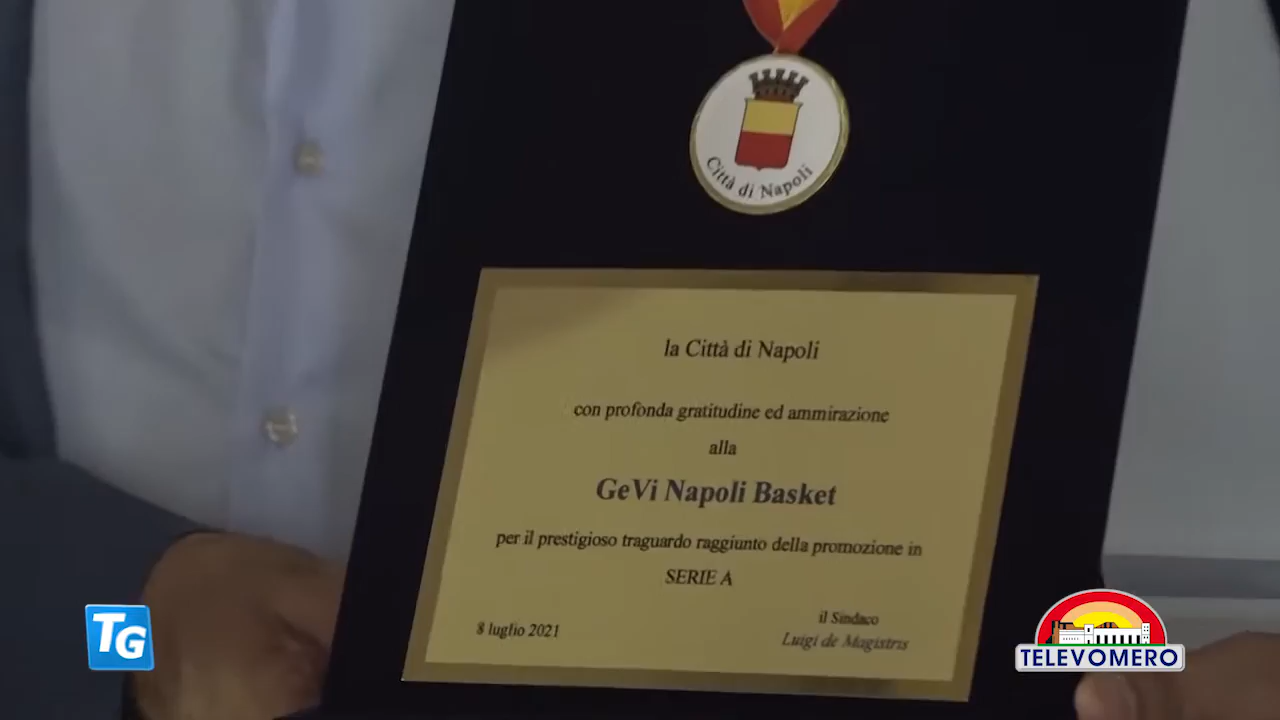 Città di Napoli
la Città di Napoli
con profonda gratitudine ed ammirazione
alla
GeVi Napoli Basket
per il prestigioso traguardo raggiunto della promozione in
SERIE A
8 luglio 2021
il Sindaco
Luigi de Magistris
TG
TELEVOMERO